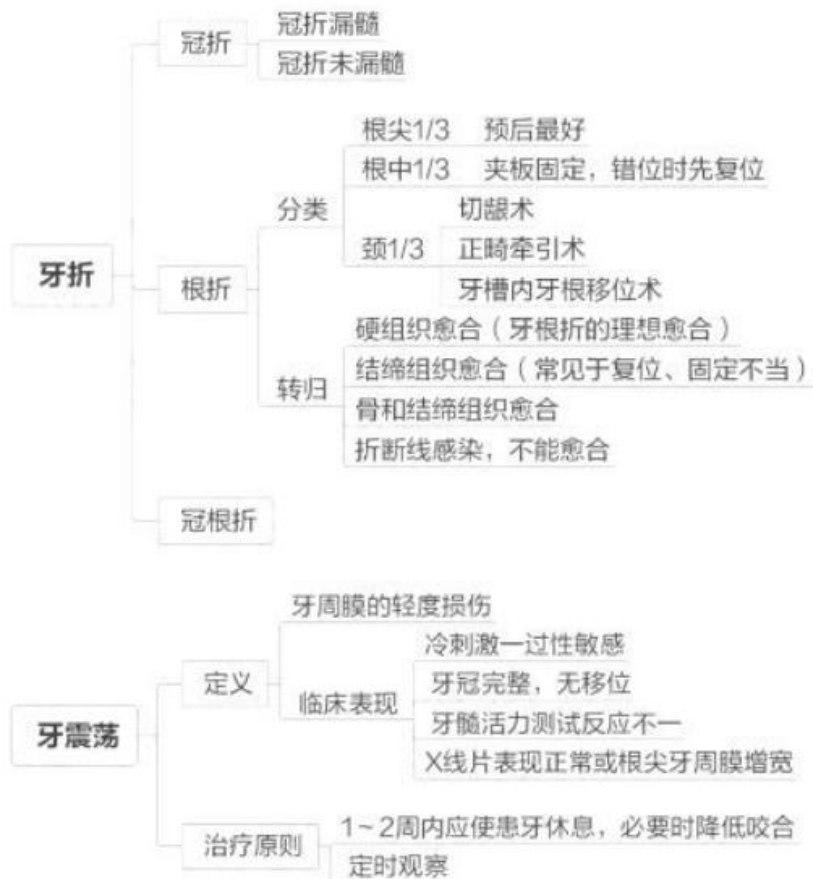 牙折
冠折
冠折漏髓
冠折未漏髓
根折
分类
根尖1/3 预后最好
根中1/3 夹板固定，错位时先复位
颈1/3
切龈术
正畸牵引术
牙槽内牙根移位术
转归
硬组织愈合（牙根折的理想愈合）
结缔组织愈合（常见于复位、固定不当）
骨和结缔组织愈合
折断线感染，不能愈合
冠根折
牙震荡
定义
牙周膜的轻度损伤
临床表现
冷刺激一过性敏感
牙冠完整，无移位
牙髓活力测试反应不一
X线片表现正常或根尖牙周膜增宽
治疗原则
1~2周内应使患牙休息，必要时降低咬合
定时观察